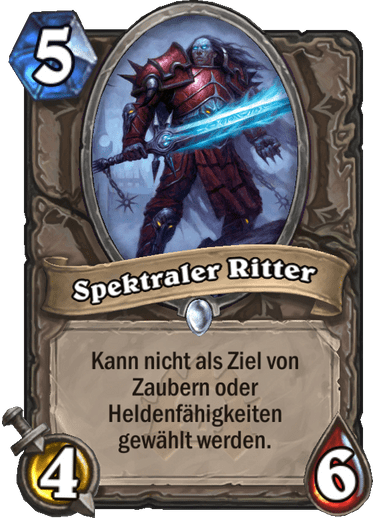 5
Spektraler Ritter
Kann nicht als Ziel von
Zaubern oder
Heldenfähigkeiten
gewählt werden.
4
6